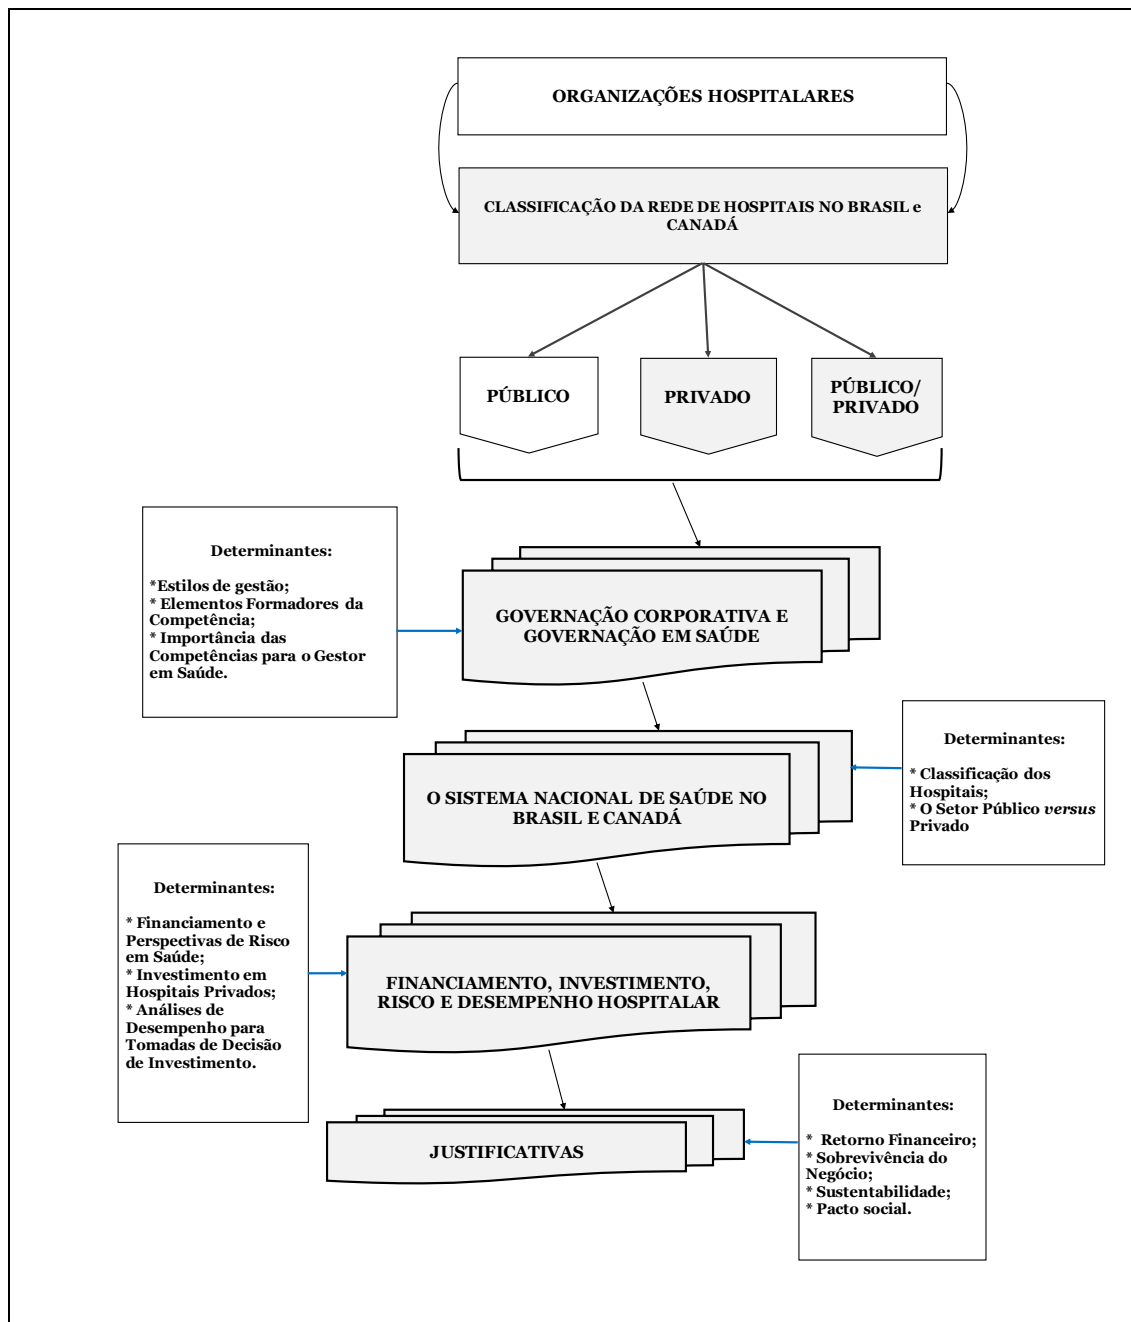 ORGANIZAÇÕES HOSPITALARES
CLASSIFICAÇÃO DA REDE DE HOSPITAIS NO BRASIL e
CANADÁ
PÚBLICO
PRIVADO
PÚBLICO/
PRIVADO
Determinantes:
*Estilos de gestão;
* Elementos Formadores da
Competência;
* Importância das
Competências para o Gestor
em Saúde.
GOVERNAÇÃO CORPORATIVA E
GOVERNAÇÃO EM SAÚDE
O SISTEMA NACIONAL DE SAÚDE NO
BRASIL E CANADÁ
Determinantes:
* Classificação dos
Hospitais;
* O Setor Público versus
Privado
Determinantes:
* Financiamento e
Perspectivas de Risco
em Saúde;
* Investimento em
Hospitais Privados;
* Análises de
Desempenho para
Tomadas de Decisão
de Investimento.
FINANCIAMENTO, INVESTIMENTO,
RISCO E DESEMPENHO HOSPITALAR
JUSTIFICATIVAS
Determinantes:
* Retorno Financeiro;
* Sobrevivência do
Negócio;
* Sustentabilidade;
* Pacto social.